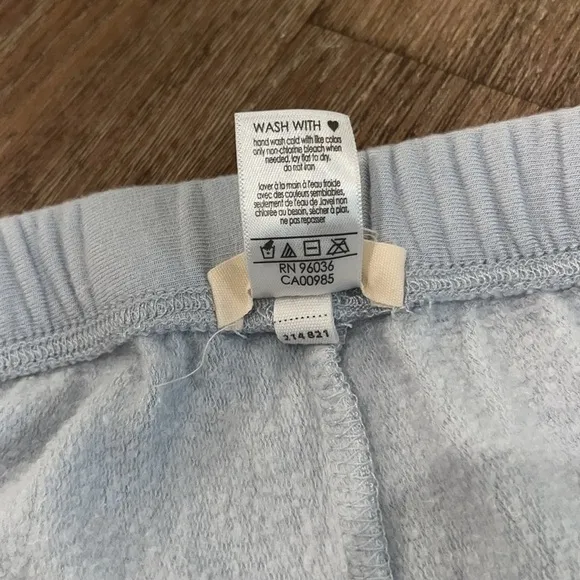 WASH WITH ♥
hand wash cold with like colors
only non-chlorine bleach when
needed, lay flat to dry,
do not iron
laver à la main à l'eau froide
avec des couleurs semblables,
seulement de l'eau de Javel non
chlorée au besoin, sécher à plat,
ne pas repasser
RN 96036
CA00985
214821